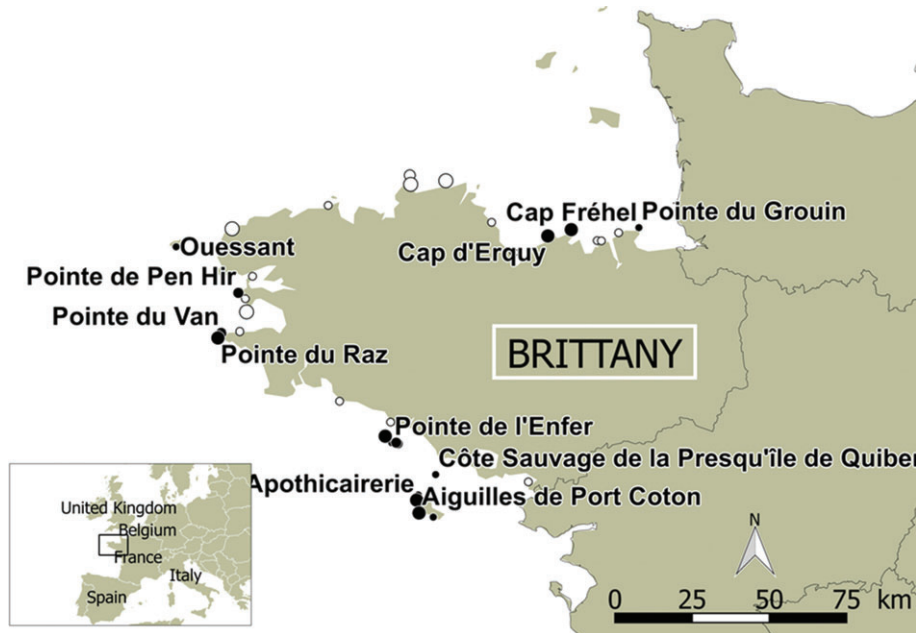 Cap Fréhel
Pointe du Grouin
Cap d'Erquy
Ouessant
Pointe de Pen Hir
Pointe du Van
Pointe du Raz
BRITTANY
Pointe de l'Enfer
Côte Sauvage de la Presqu'île de Quiber
Apothicairerie
Aiguilles de Port Coton
United Kingdom
Belgium
France
Italy
Spain
N
0 25 50 75 km